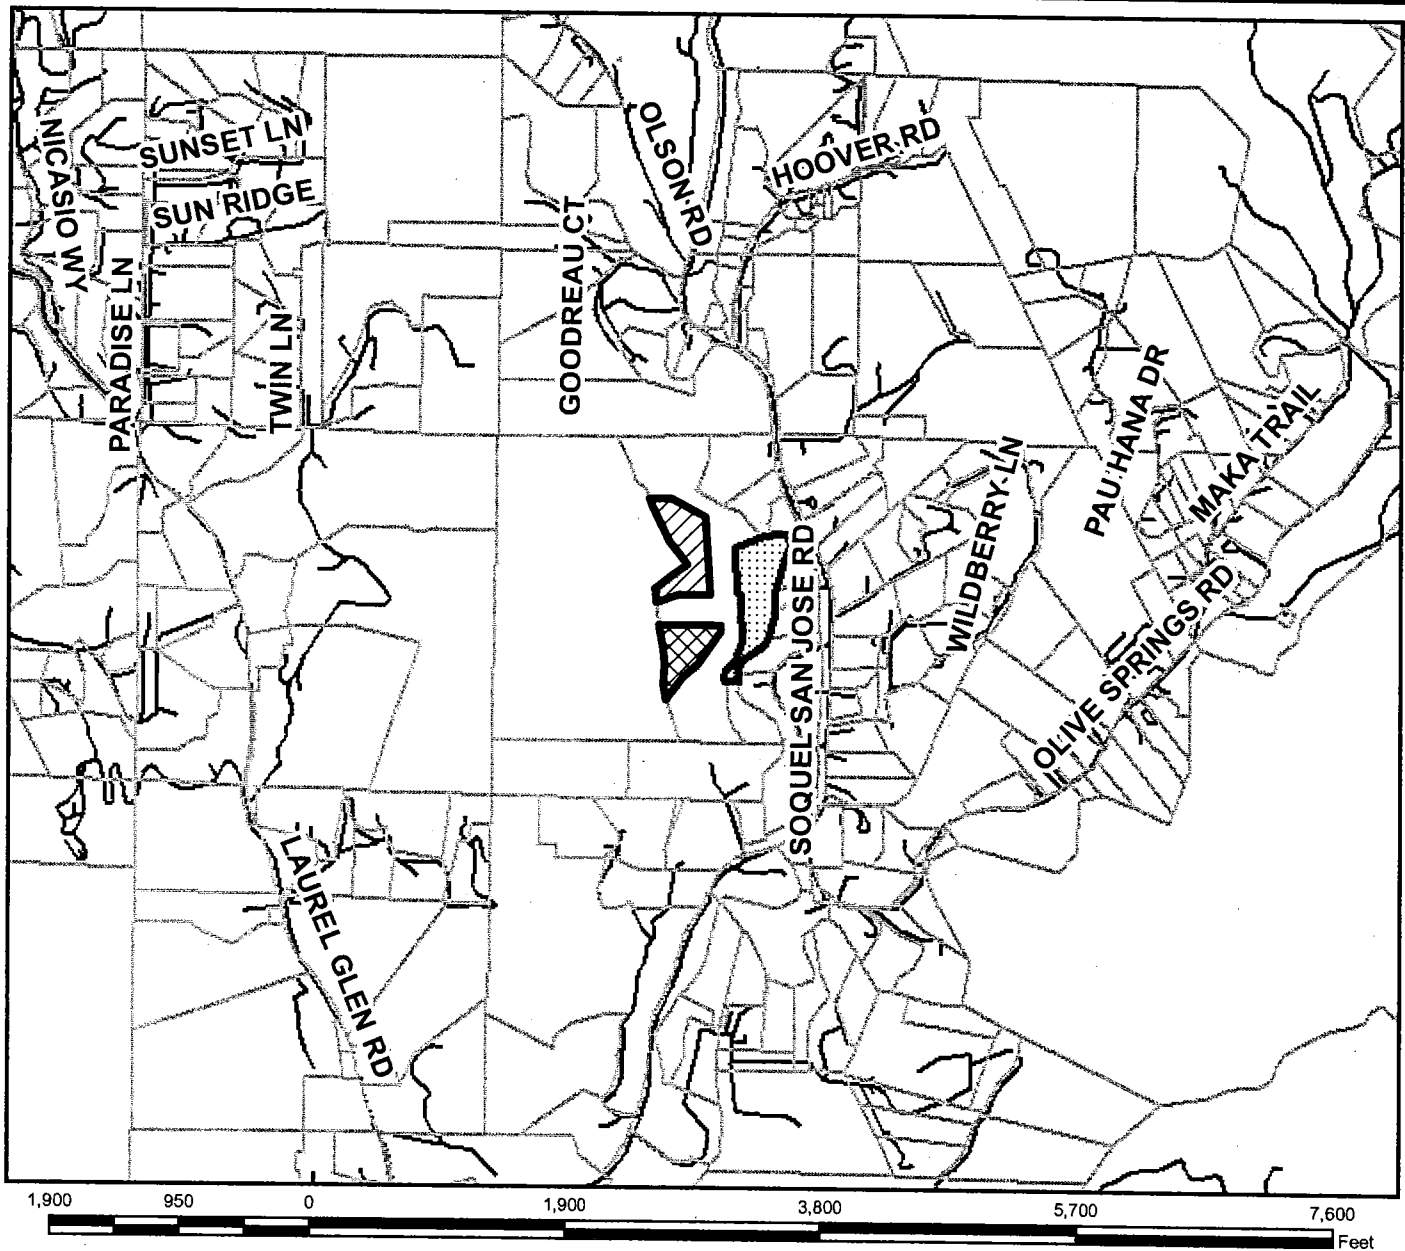 NICASIO WY
SUNSET LN
SUN RIDGE
PARADISE LN
TWIN LN
GOODREAU CT
OLSON RD
HOOVER RD
PAU HANA DR
MAKA TRAIL
WILDBERRY LN
SOQUEL-SAN JOSE RD
OLIVE SPRINGS RD
LAUREL GLEN RD
1,900 950 0 1,900 3,800 5,700 7,600
Feet